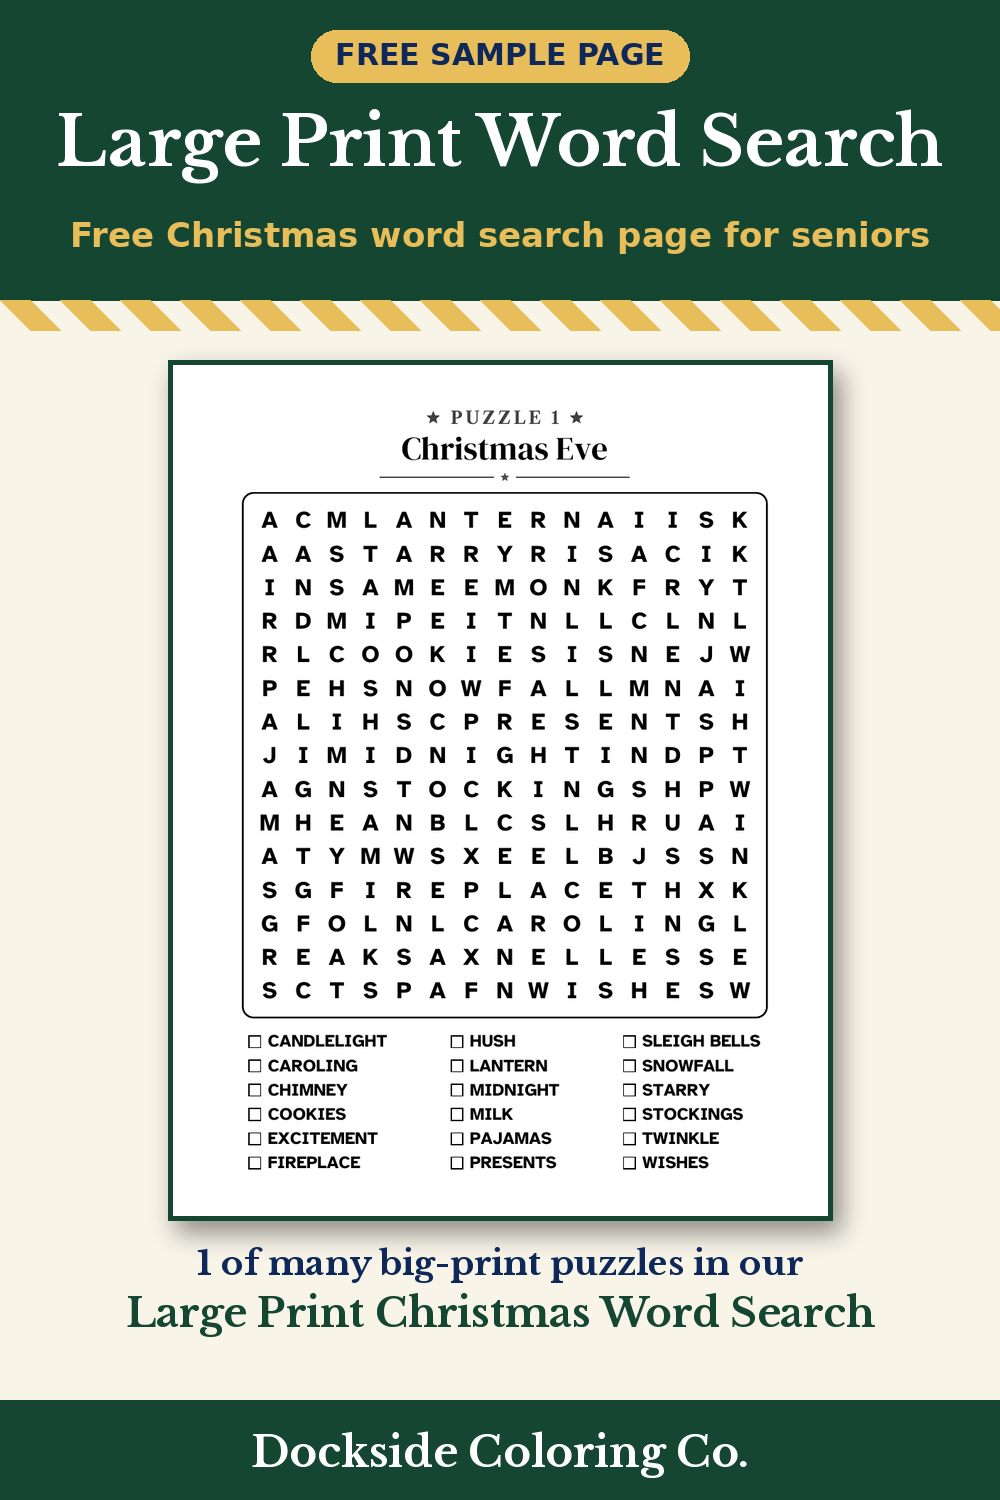 FREE SAMPLE PAGE
Large Print Word Search
Free Christmas word search page for seniors
★ PUZZLE 1 ★
Christmas Eve
A C M L A N T E R N A I I S K
A A S T A R R Y R I S A C I K
I N S A M E E M O N K F R Y T
R D M I P E I T N L L C L N L
R L C O O K I E S I S N E J W
P E H S N O W F A L L M N A I
A L I H S C P R E S E N T S H
J I M I D N I G H T I N D P T
A G N S T O C K I N G S H P W
M H E A N B L C S L H R U A I
A T Y M W S X E E L B J S S N
S G F I R E P L A C E T H X K
G F O L N L C A R O L I N G L
R E A K S A X N E L L E S S E
S C T S P A F N W I S H E S W
☐ CANDLELIGHT ☐ HUSH ☐ SLEIGH BELLS
☐ CAROLING ☐ LANTERN ☐ SNOWFALL
☐ CHIMNEY ☐ MIDNIGHT ☐ STARRY
☐ COOKIES ☐ MILK ☐ STOCKINGS
☐ EXCITEMENT ☐ PAJAMAS ☐ TWINKLE
☐ FIREPLACE ☐ PRESENTS ☐ WISHES
1 of many big-print puzzles in our
Large Print Christmas Word Search
Dockside Coloring Co.